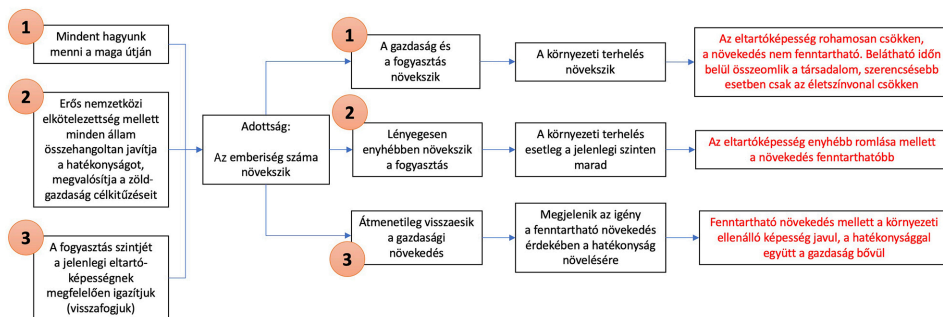 1
Mindent hagyunk
menni a maga útján
2
Erős nemzetközi
elkötelezettség mellett
minden állam
összehangoltan javítja
a hatékonyságot,
megvalósítja a zöld-
gazdaság célkitűzéseit
3
A fogyasztás szintjét
a jelenlegi eltartó-
képességnek
megfelelően igazítjuk
(visszafogjuk)
Adottság:
Az emberiség száma
növekszik
1
A gazdaság és
a fogyasztás
növekszik
A környezeti terhelés
növekszik
Az eltartóképesség rohamosan csökken,
a növekedés nem fenntartható. Belátható időn
belül összeomlik a társadalom, szerencsésebb
esetben csak az életszínvonal csökken
2
Lényegesen
enyhébben növekszik
a fogyasztás
A környezeti terhelés
esetleg a jelenlegi szinten
marad
Az eltartóképesség enyhébb romlása mellett
a növekedés fenntarthatóbb
Átmenetileg visszaesik
a gazdasági
növekedés
3
Megjelenik az igény
a fenntartható növekedés
érdekében a hatékonyság
növelésére
Fenntartható növekedés mellett a környezeti
ellenálló képesség javul, a hatékonysággal
együtt a gazdaság bővül